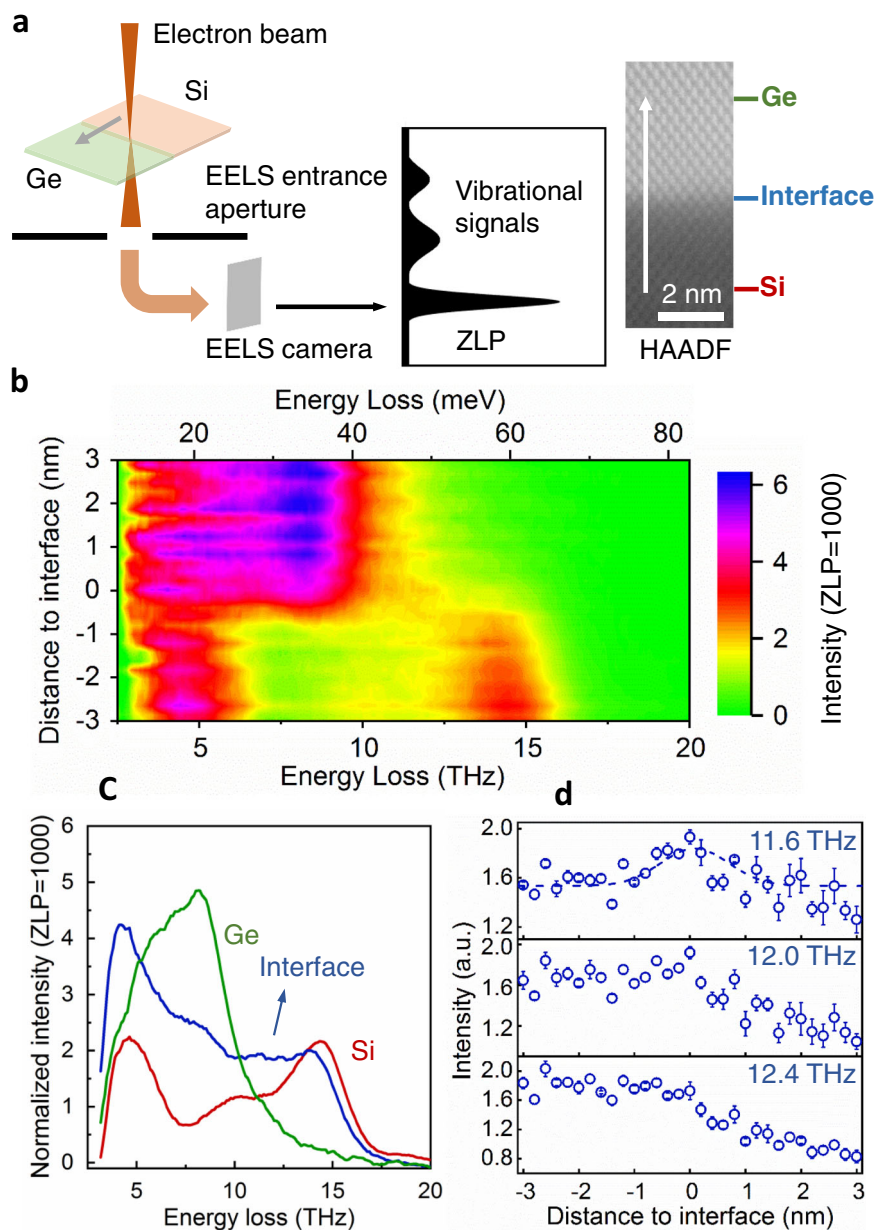 a
Electron beam
Si
Ge
EELS entrance
aperture
EELS camera
Vibrational
signals
ZLP
Ge
Interface
Si
2 nm
HAADF
b
Energy Loss (meV)
20 40 60 80
Distance to interface (nm)
3
2
1
0
-1
-2
-3
5 10 15 20
Energy Loss (THz)
6
4
2
0
Intensity (ZLP=1000)
C
Normalized intensity (ZLP=1000)
6
5
4
3
2
1
0
Ge
Interface
Si
5 10 15 20
Energy loss (THz)
d
Intensity (a.u.)
2.0
1.6
1.2
11.6 THz
2.0
1.6
1.2
12.0 THz
2.0
1.6
1.2
0.8
12.4 THz
-3 -2 -1 0 1 2 3
Distance to interface (nm)